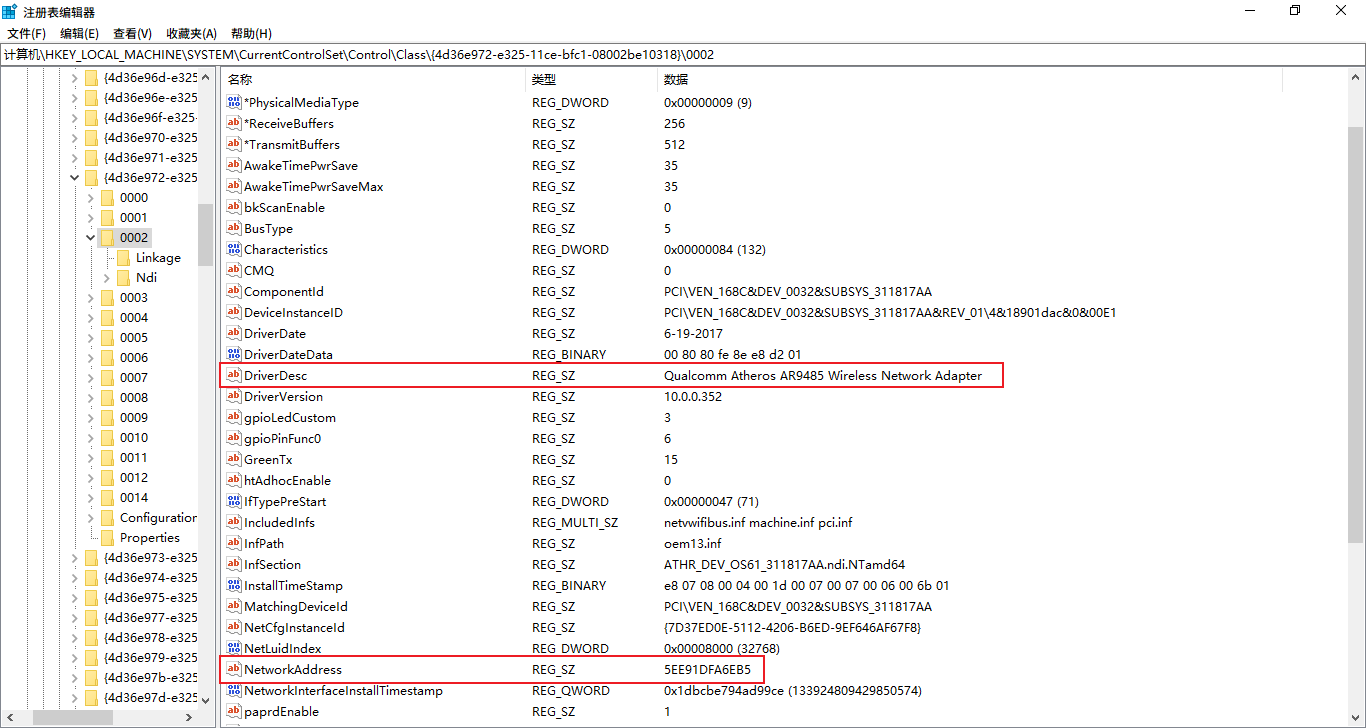 注册表编辑器
文件(F) 编辑(E) 查看(V) 收藏夹(A) 帮助(H)
计算机\HKEY_LOCAL_MACHINE\SYSTEM\CurrentControlSet\Control\Class\{4d36e972-e325-11ce-bfc1-08002be10318}\0002
{4d36e96d-e325
{4d36e96e-e325
{4d36e96f-e325-
{4d36e970-e325
{4d36e971-e325
{4d36e972-e325
0000
0001
0002
Linkage
Ndi
0003
0004
0005
0006
0007
0008
0009
0010
0011
0012
0014
Configuration
Properties
{4d36e973-e325
{4d36e974-e325
{4d36e975-e325
{4d36e977-e325
{4d36e978-e325
{4d36e979-e325
{4d36e97b-e325
{4d36e97d-e325
名称 类型 数据
*PhysicalMediaType REG_DWORD 0x00000009 (9)
*ReceiveBuffers REG_SZ 256
*TransmitBuffers REG_SZ 512
AwakeTimePwrSave REG_SZ 35
AwakeTimePwrSaveMax REG_SZ 35
bkScanEnable REG_SZ 0
BusType REG_SZ 5
Characteristics REG_DWORD 0x00000084 (132)
CMQ REG_SZ 0
ComponentId REG_SZ PCI\VEN_168C&DEV_0032&SUBSYS_311817AA
DeviceInstanceID REG_SZ PCI\VEN_168C&DEV_0032&SUBSYS_311817AA&REV_01\4&18901dac&0&00E1
DriverDate REG_SZ 6-19-2017
DriverDateData REG_BINARY 00 80 80 fe 8e e8 d2 01
DriverDesc REG_SZ Qualcomm Atheros AR9485 Wireless Network Adapter
DriverVersion REG_SZ 10.0.0.352
gpioLedCustom REG_SZ 3
gpioPinFunc0 REG_SZ 6
GreenTx REG_SZ 15
htAdhocEnable REG_SZ 0
IfTypePreStart REG_DWORD 0x00000047 (71)
IncludedInfs REG_MULTI_SZ netvwifibus.inf machine.inf pci.inf
InfPath REG_SZ oem13.inf
InfSection REG_SZ ATHR_DEV_OS61_311817AA.ndi.NTamd64
InstallTimeStamp REG_BINARY e8 07 08 00 04 00 1d 00 07 00 07 00 06 00 6b 01
MatchingDeviceId REG_SZ PCI\VEN_168C&DEV_0032&SUBSYS_311817AA
NetCfgInstanceId REG_SZ {7D37ED0E-5112-4206-B6ED-9EF646AF67F8}
NetLuidIndex REG_DWORD 0x00008000 (32768)
NetworkAddress REG_SZ 5EE91DFA6EB5
NetworkInterfaceInstallTimestamp REG_QWORD 0x1dbcbe794ad99ce (133924809429850574)
paprdEnable REG_SZ 1